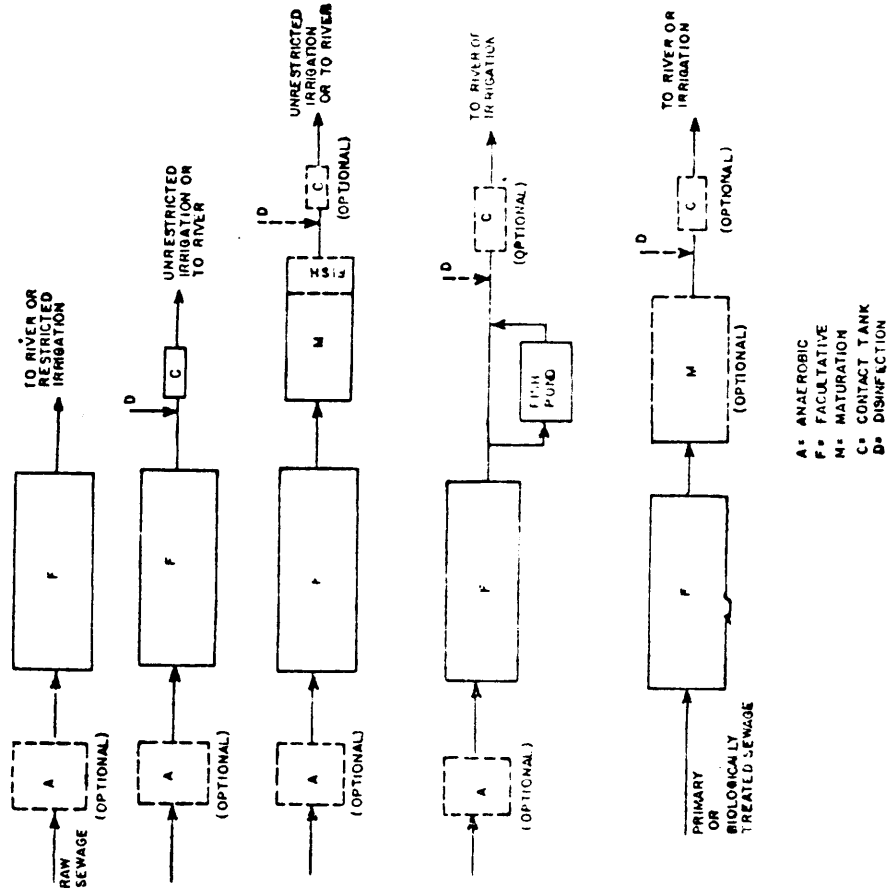 RAW
SEWAGE
A
(OPTIONAL)
F
TO RIVER OR
RESTRICTED
IRRIGATION
A
(OPTIONAL)
F
D
C
UNRESTRICTED
IRRIGATION OR
TO RIVER
A
(OPTIONAL)
F
M
FISH
D
C
(OPTIONAL)
UNRESTRICTED
IRRIGATION
OR TO RIVER
A
(OPTIONAL)
F
FISH
POND
D
C
(OPTIONAL)
TO RIVER OF
IRRIGATION
PRIMARY
OR
BIOLOGICALLY
TREATED SEWAGE
F
M
(OPTIONAL)
D
C
(OPTIONAL)
TO RIVER OR
IRRIGATION
A= ANAEROBIC
F= FACULTATIVE
M= MATURATION
C= CONTACT TANK
D= DISINFECTION